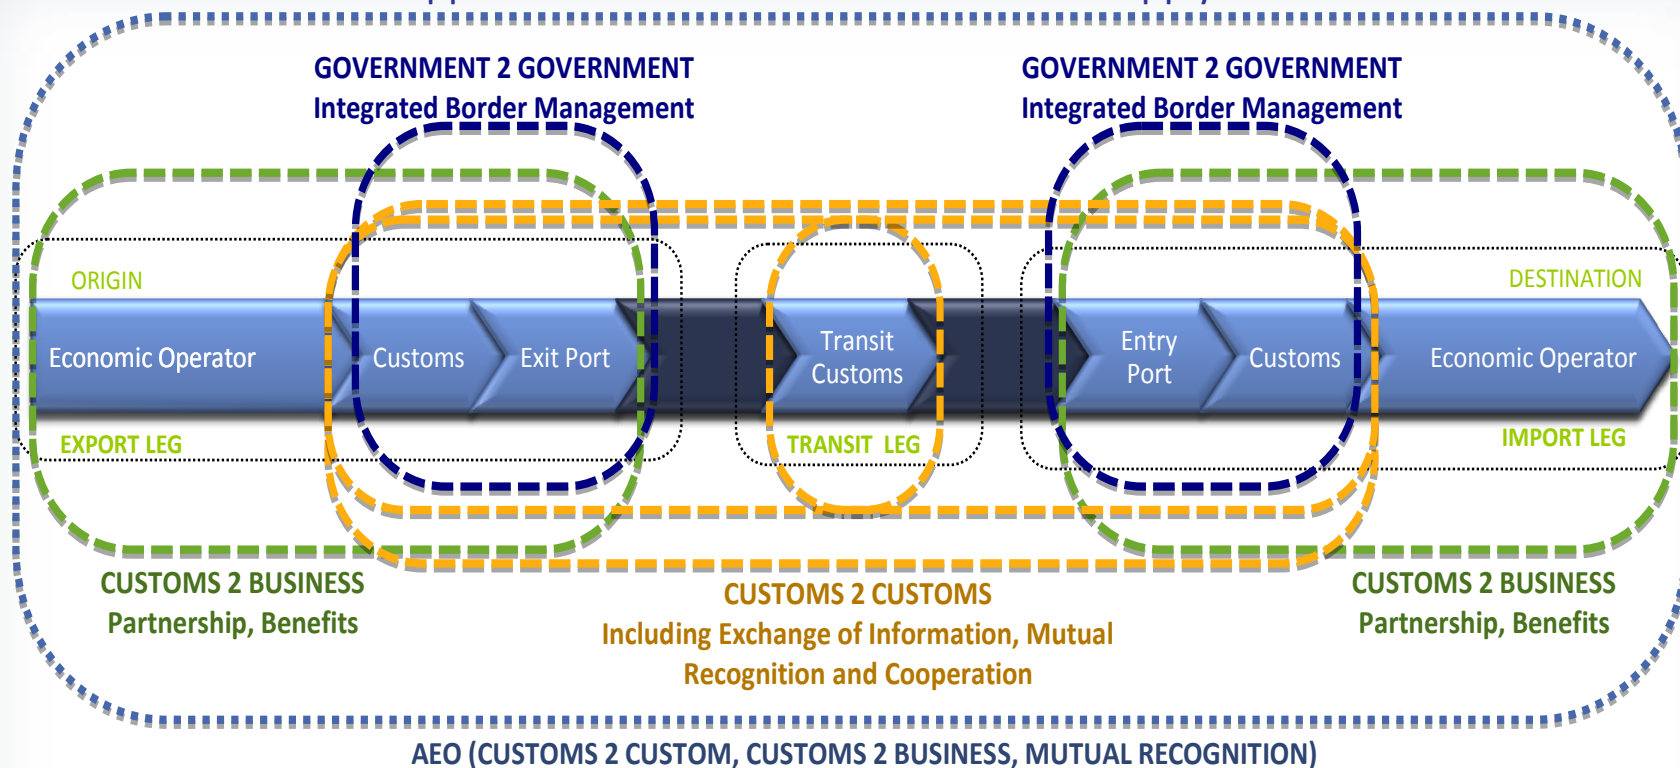 GOVERNMENT 2 GOVERNMENT
Integrated Border Management
GOVERNMENT 2 GOVERNMENT
Integrated Border Management
ORIGIN
DESTINATION
Economic Operator
Customs
Exit Port
Transit
Customs
Entry
Port
Customs
Economic Operator
EXPORT LEG
TRANSIT LEG
IMPORT LEG
CUSTOMS 2 BUSINESS
Partnership, Benefits
CUSTOMS 2 CUSTOMS
Including Exchange of Information, Mutual
Recognition and Cooperation
CUSTOMS 2 BUSINESS
Partnership, Benefits
AEO (CUSTOMS 2 CUSTOM, CUSTOMS 2 BUSINESS, MUTUAL RECOGNITION)